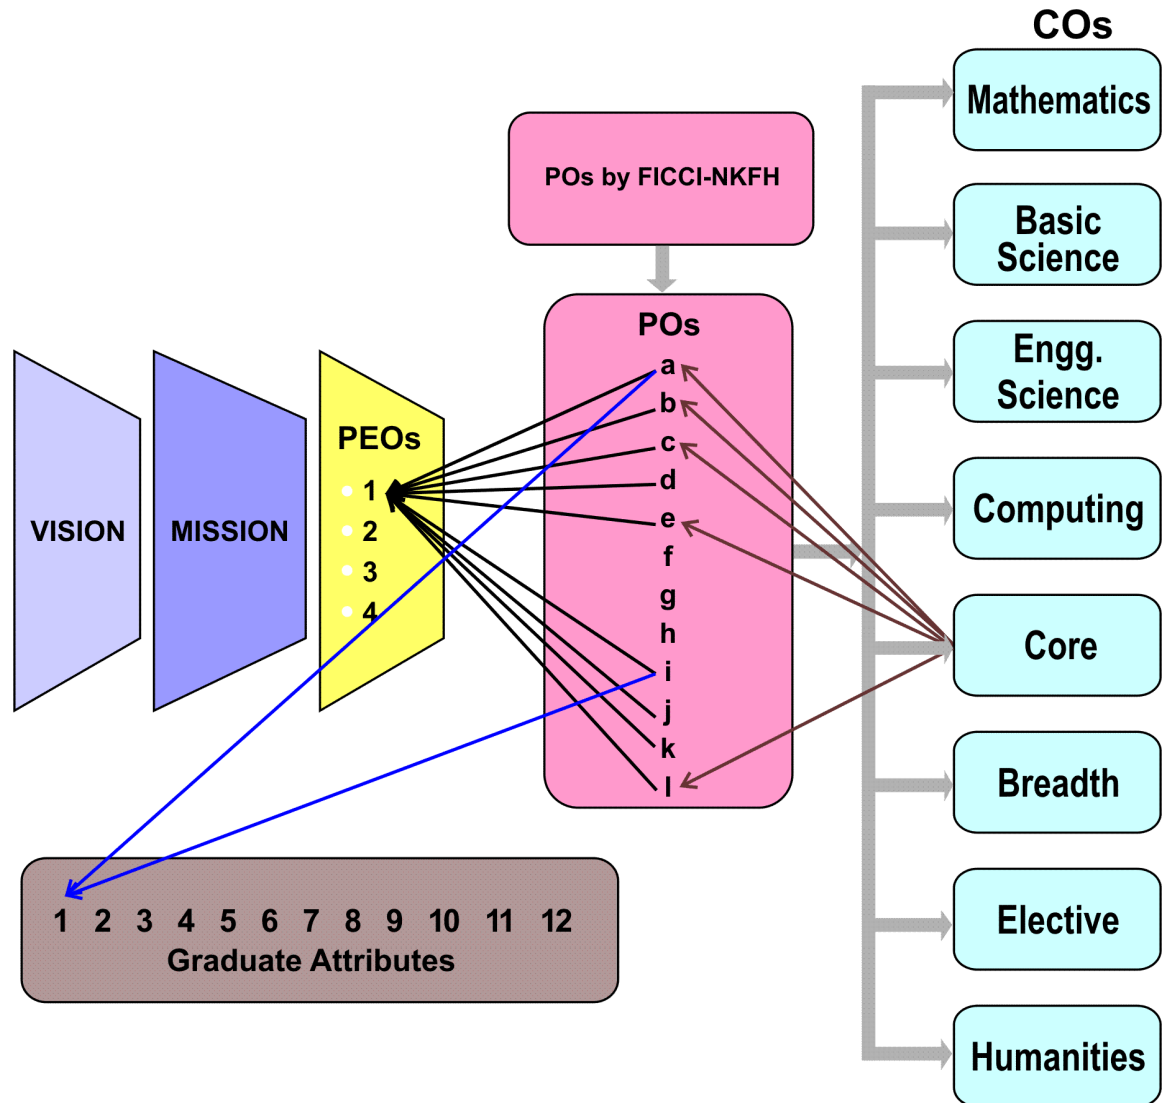 COs
Mathematics
POs by FICCI-NKFH
Basic
Science
POs
a
b
c
d
e
f
g
h
i
j
k
l
Engg.
Science
PEOs
1
2
3
4
VISION
MISSION
Computing
Core
Breadth
Elective
Humanities
1 2 3 4 5 6 7 8 9 10 11 12
Graduate Attributes